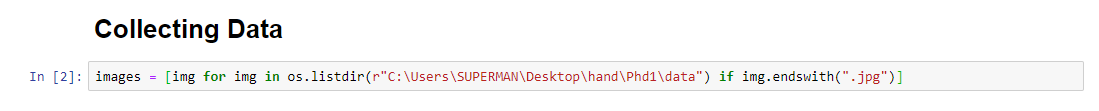 Collecting Data
In [2]: images = [img for img in os.listdir(r"C:\Users\SUPERMAN\Desktop\hand\Phd1\data") if img.endswith(".jpg")]